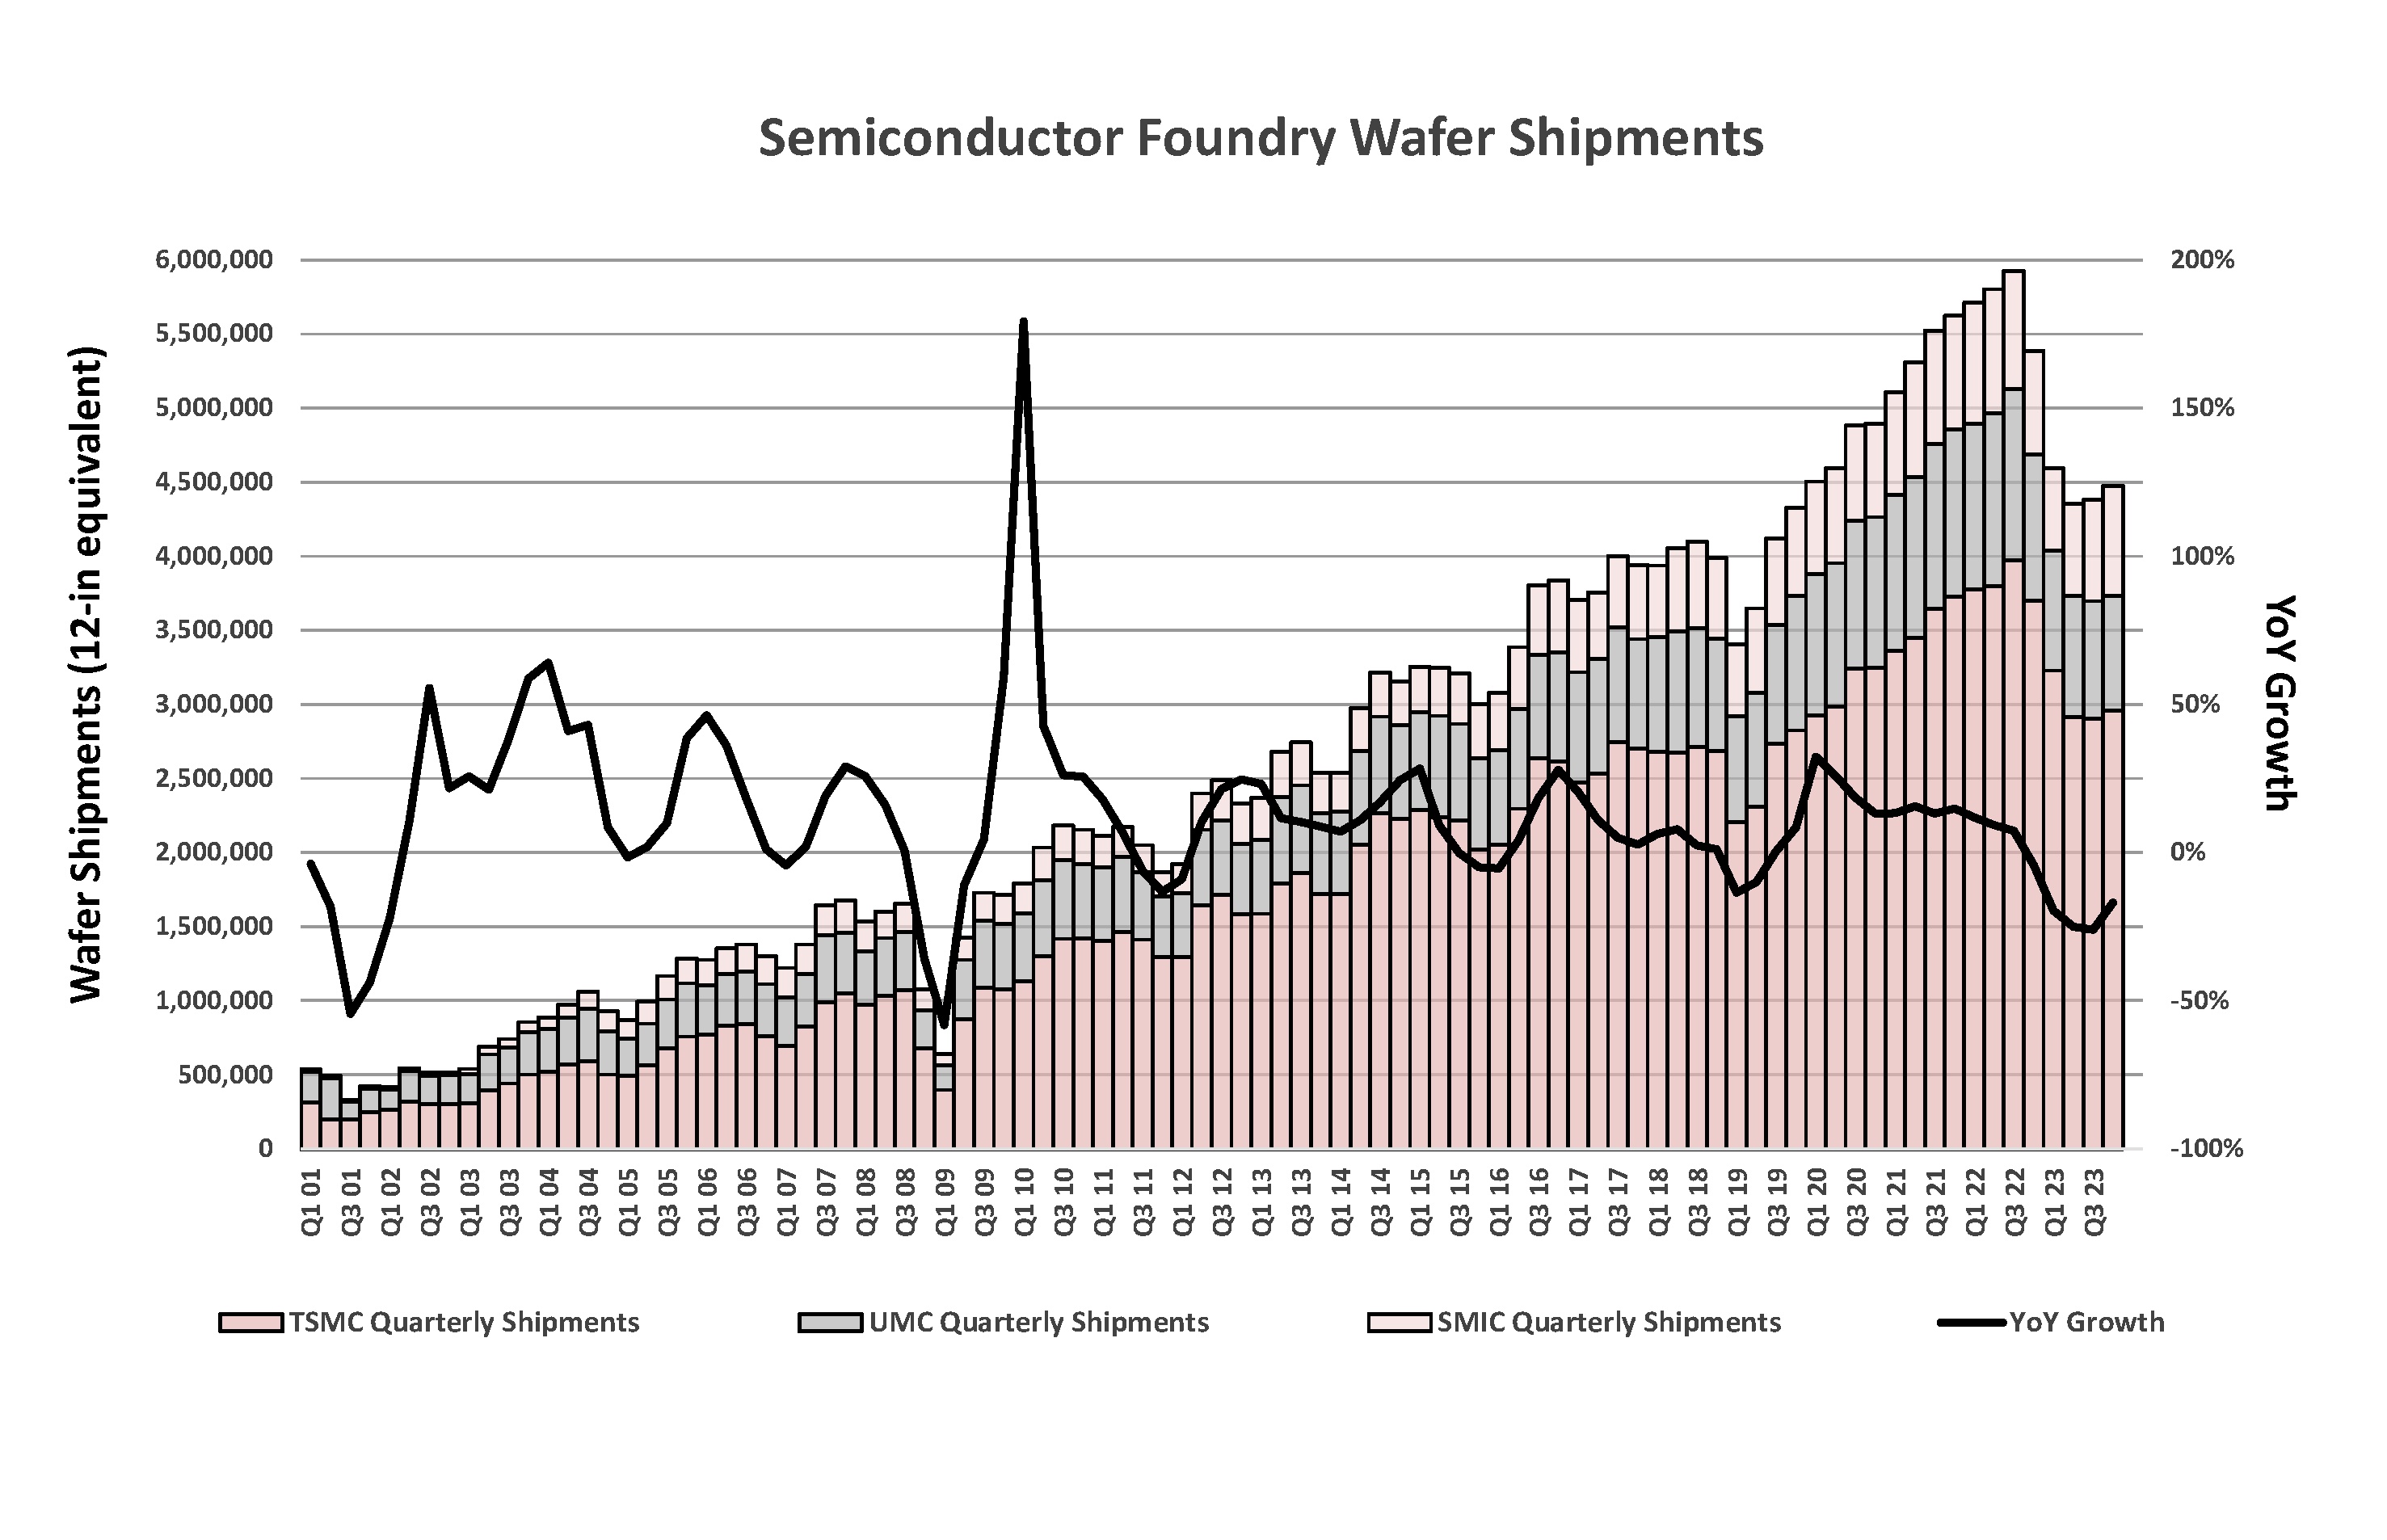 Semiconductor Foundry Wafer Shipments
Wafer Shipments (12-in equivalent)
6,000,000
5,500,000
5,000,000
4,500,000
4,000,000
3,500,000
3,000,000
2,500,000
2,000,000
1,500,000
1,000,000
500,000
0
200%
150%
100%
50%
0%
-50%
-100%
YoY Growth
Q1 01
Q3 01
Q1 02
Q3 02
Q1 03
Q3 03
Q1 04
Q3 04
Q1 05
Q3 05
Q1 06
Q3 06
Q1 07
Q3 07
Q1 08
Q3 08
Q1 09
Q3 09
Q1 10
Q3 10
Q1 11
Q3 11
Q1 12
Q3 12
Q1 13
Q3 13
Q1 14
Q3 14
Q1 15
Q3 15
Q1 16
Q3 16
Q1 17
Q3 17
Q1 18
Q3 18
Q1 19
Q3 19
Q1 20
Q3 20
Q1 21
Q3 21
Q1 22
Q3 22
Q1 23
Q3 23
TSMC Quarterly Shipments
UMC Quarterly Shipments
SMIC Quarterly Shipments
YoY Growth